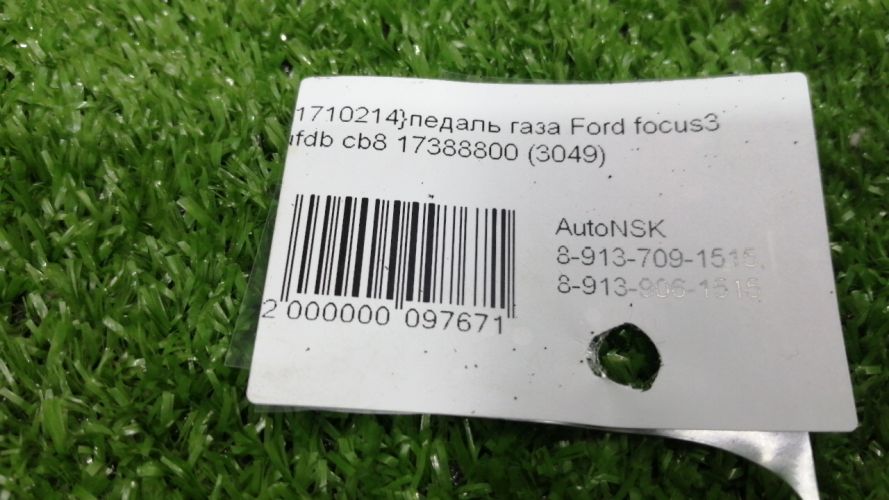 1710214}педаль газа Ford focus3
ufdb cb8 17388800 (3049)
AutoNSK
8-913-709-1515,
8-913-906-1515
2 000000 097671